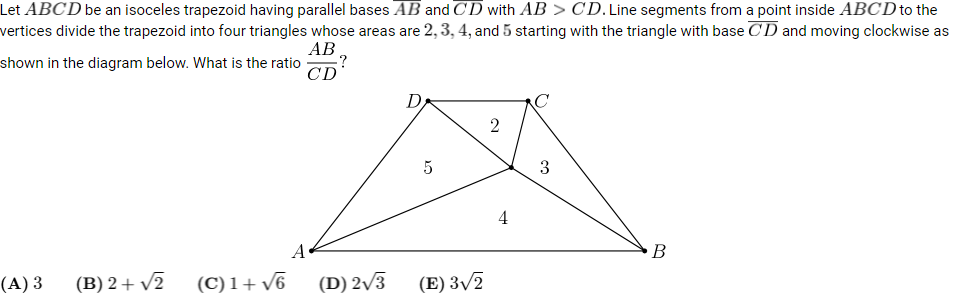 Let ABCD be an isoceles trapezoid having parallel bases AB and CD with AB > CD. Line segments from a point inside ABCD to the
vertices divide the trapezoid into four triangles whose areas are 2, 3, 4, and 5 starting with the triangle with base CD and moving clockwise as
shown in the diagram below. What is the ratio AB/CD?
D C
2
5 3
4
A B
(A) 3 (B) 2 + √2 (C) 1 + √6 (D) 2√3 (E) 3√2